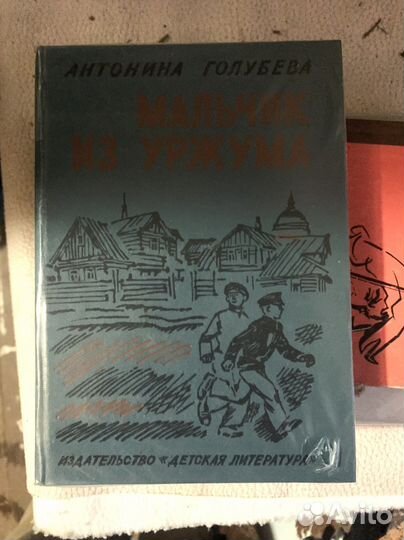 АНТОНИНА ГОЛУБЕВА
МАЛЬЧИК
ИЗ УРЖУМА
ИЗДАТЕЛЬСТВО «ДЕТСКАЯ ЛИТЕРАТУРА»
Avito